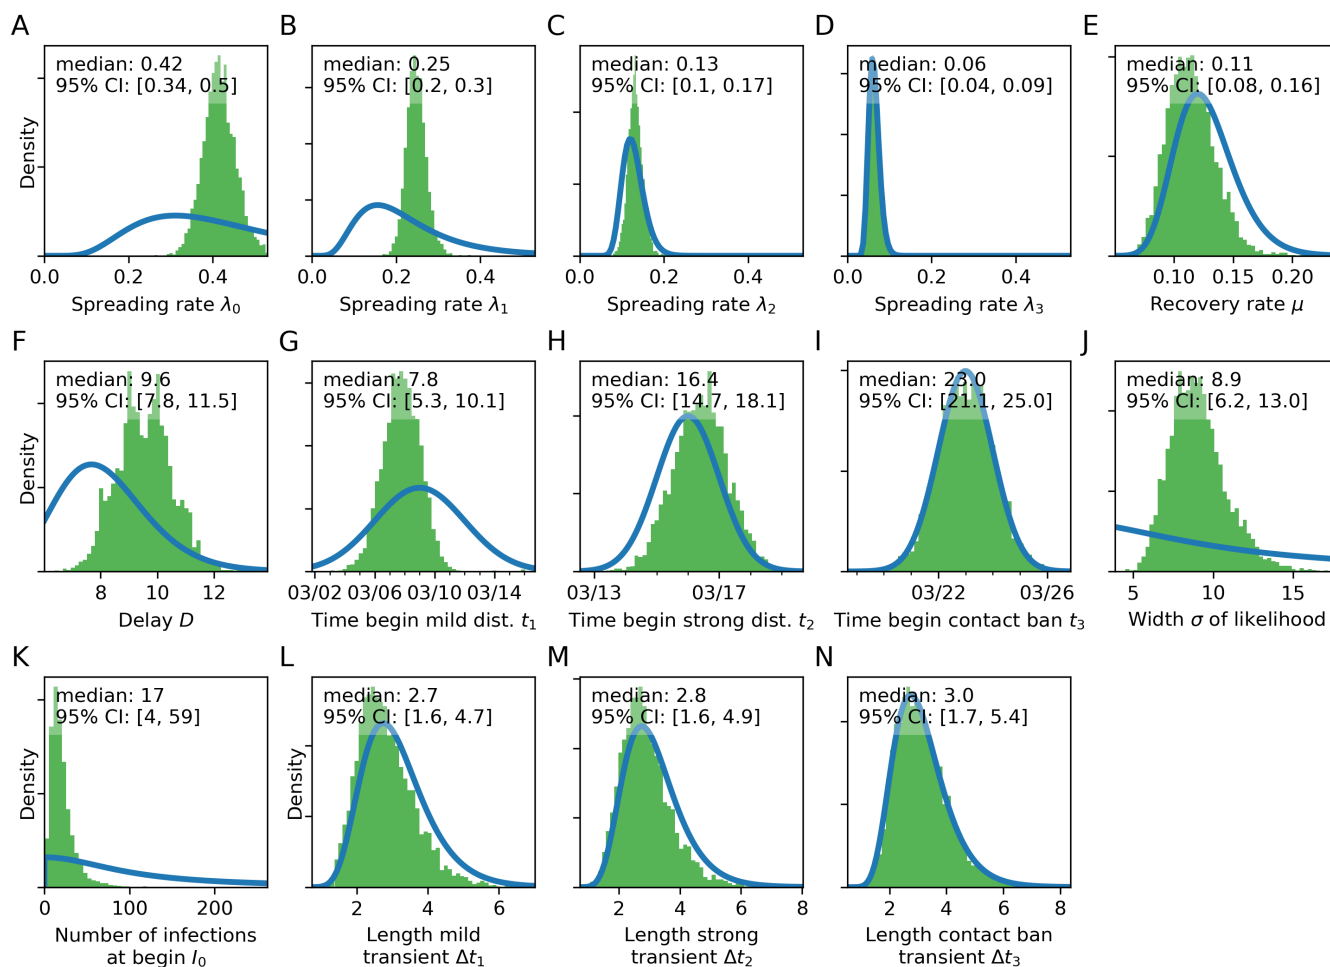 A
B
C
D
E
median: 0.42
95% CI: [0.34, 0.5]
median: 0.25
95% CI: [0.2, 0.3]
median: 0.13
95% CI: [0.1, 0.17]
median: 0.06
95% CI: [0.04, 0.09]
median: 0.11
95% CI: [0.08, 0.16]
Density
0.0 0.2 0.4
0.0 0.2 0.4
0.0 0.2 0.4
0.0 0.2 0.4
0.10 0.15 0.20
Spreading rate λ0
Spreading rate λ1
Spreading rate λ2
Spreading rate λ3
Recovery rate μ
F
G
H
I
J
median: 9.6
95% CI: [7.8, 11.5]
median: 7.8
95% CI: [5.3, 10.1]
median: 16.4
95% CI: [14.7, 18.1]
median: 23.0
95% CI: [21.1, 25.0]
median: 8.9
95% CI: [6.2, 13.0]
Density
8 10 12
03/02 03/06 03/10 03/14
03/13 03/17
03/22 03/26
5 10 15
Delay D
Time begin mild dist. t1
Time begin strong dist. t2
Time begin contact ban t3
Width σ of likelihood
K
L
M
N
median: 17
95% CI: [4, 59]
median: 2.7
95% CI: [1.6, 4.7]
median: 2.8
95% CI: [1.6, 4.9]
median: 3.0
95% CI: [1.7, 5.4]
Density
Density
0 100 200
2 4 6
2 4 6 8
2 4 6 8
Number of infections
at begin I0
Length mild
transient Δt1
Length strong
transient Δt2
Length contact ban
transient Δt3